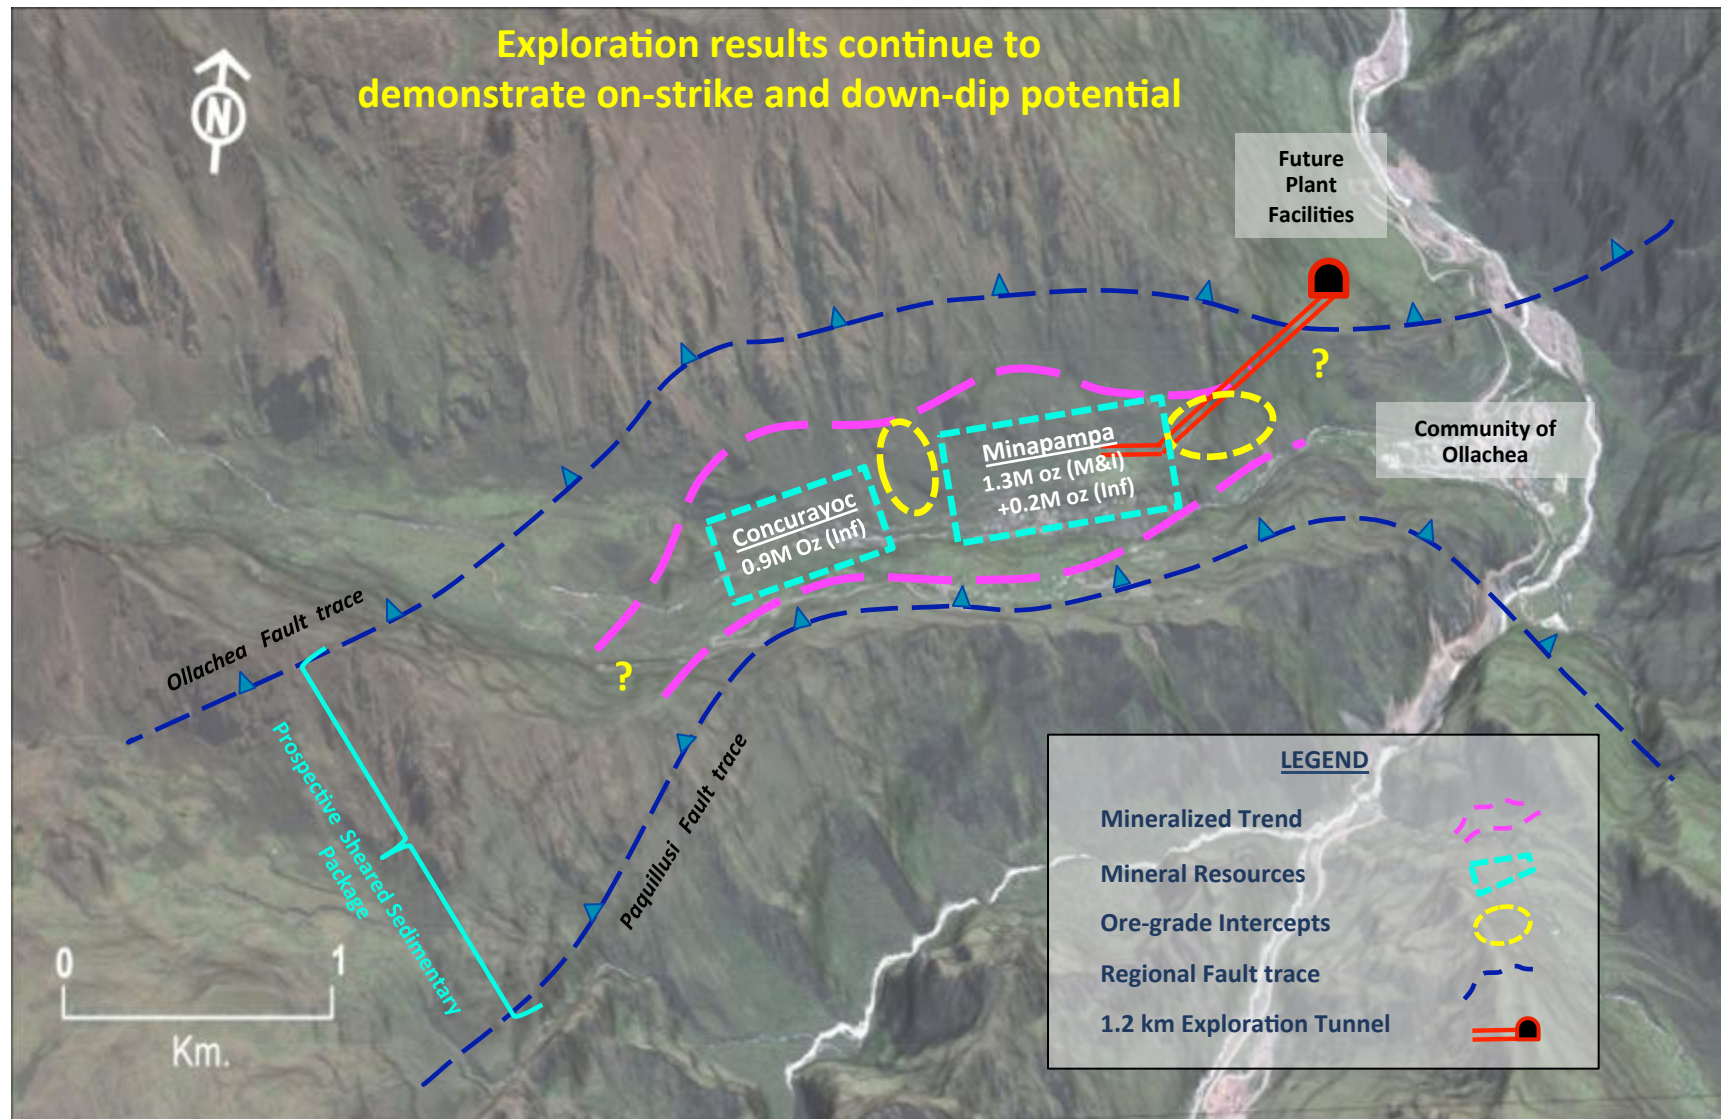 Exploration results continue to
demonstrate on-strike and down-dip potential
N
Future
Plant
Facilities
?
Community of
Ollachea
Minapampa
1.3M oz (M&I)
+0.2M oz (Inf)
Concurayoc
0.9M Oz (Inf)
Ollachea Fault trace
?
Paquillusi Fault trace
Prospective Sheared Sedimentary
Package
0 1
Km.
LEGEND
Mineralized Trend
Mineral Resources
Ore-grade Intercepts
Regional Fault trace
1.2 km Exploration Tunnel